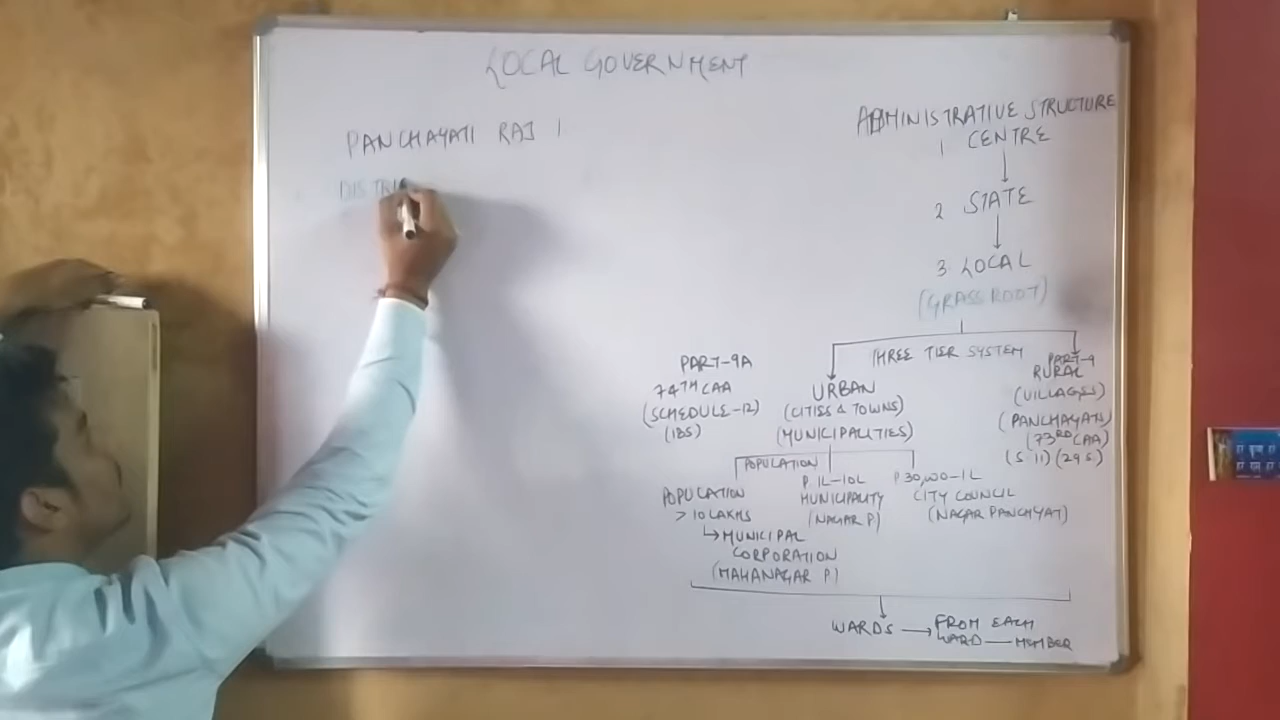 LOCAL GOVERNMENT
PANCHAYATI RAJ 1
DISTRI
ADMINISTRATIVE STRUCTURE
1 CENTRE
2 STATE
3 LOCAL
(GRASS ROOT)
THREE TIER SYSTEM
PART-9A
74TH CAA
(SCHEDULE-12)
(18S)
URBAN
(CITISS & TOWNS)
(MUNICIPALITIES)
PART-9
RURAL
(VILLAGES)
(PANCHAYATS)
(73RD CAA)
(S 11) (29 S.)
POPULATION
POPULATION
> 10 LAKHS
MUNICIPAL
CORPORATION
(MAHANAGAR P)
P 1L-10L
MUNICIPALITY
(NAGAR P)
P 30,000-1L
CITY COUNCIL
(NAGAR PANCHYAT)
WARDS
FROM EACH
WARD — MEMBER